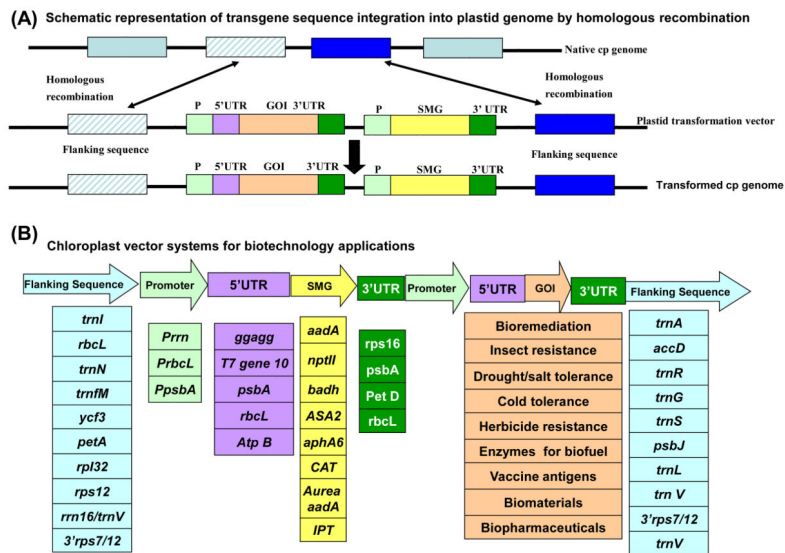 (A) Schematic representation of transgene sequence integration into plastid genome by homologous recombination
Native cp genome
Homologous
recombination
Homologous
recombination
P 5'UTR GOI 3'UTR P SMG 3' UTR
Plastid transformation vector
Flanking sequence
Flanking sequence
P 5'UTR GOI 3'UTR P SMG 3'UTR
Transformed cp genome
(B) Chloroplast vector systems for biotechnology applications
Flanking Sequence Promoter 5'UTR SMG 3'UTR Promoter 5'UTR GOI 3'UTR Flanking Sequence
trnI
rbcL
trnN
trnfM
ycf3
petA
rpl32
rps12
rrn16/trnV
3'rps7/12
Prrn
PrbcL
PpsbA
ggagg
T7 gene 10
psbA
rbcL
Atp B
aadA
nptII
badh
ASA2
aphA6
CAT
Aurea
aadA
IPT
rps16
psbA
Pet D
rbcL
Bioremediation
Insect resistance
Drought/salt tolerance
Cold tolerance
Herbicide resistance
Enzymes for biofuel
Vaccine antigens
Biomaterials
Biopharmaceuticals
trnA
accD
trnR
trnG
trnS
psbJ
trnL
trn V
3'rps7/12
trnV